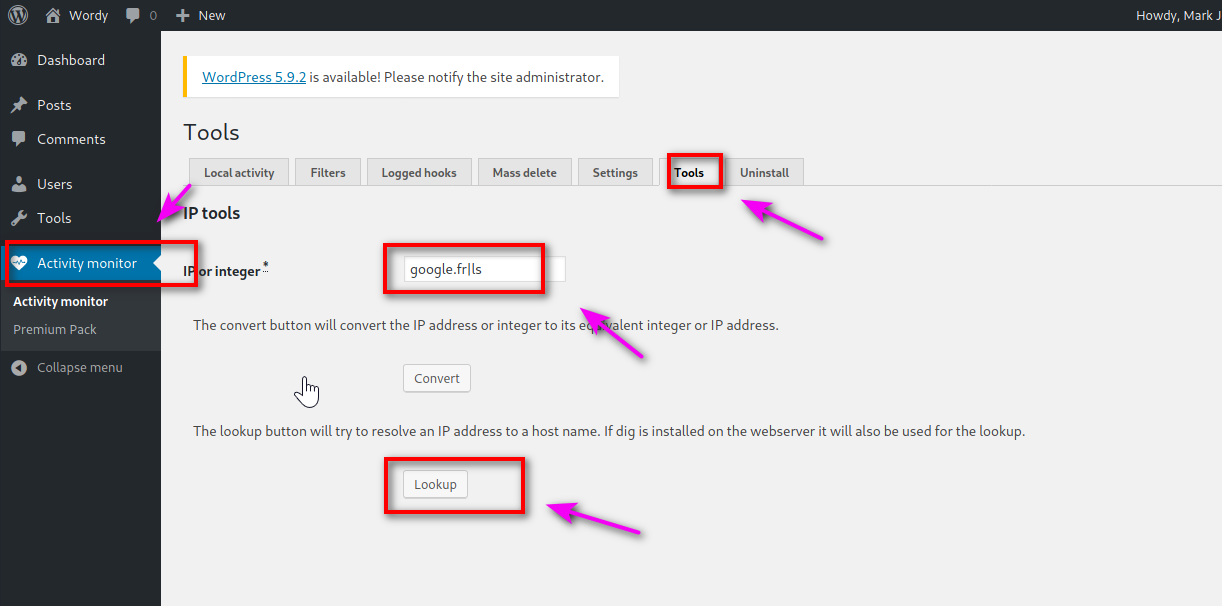 Wordy 0 New Howdy, Mark J
Dashboard
Posts
Comments
Users
Tools
Activity monitor
Activity monitor
Premium Pack
Collapse menu
WordPress 5.9.2 is available! Please notify the site administrator.
Tools
Local activity Filters Logged hooks Mass delete Settings Tools Uninstall
IP tools
IP or integer * google.fr|ls
The convert button will convert the IP address or integer to its equivalent integer or IP address.
Convert
The lookup button will try to resolve an IP address to a host name. If dig is installed on the webserver it will also be used for the lookup.
Lookup